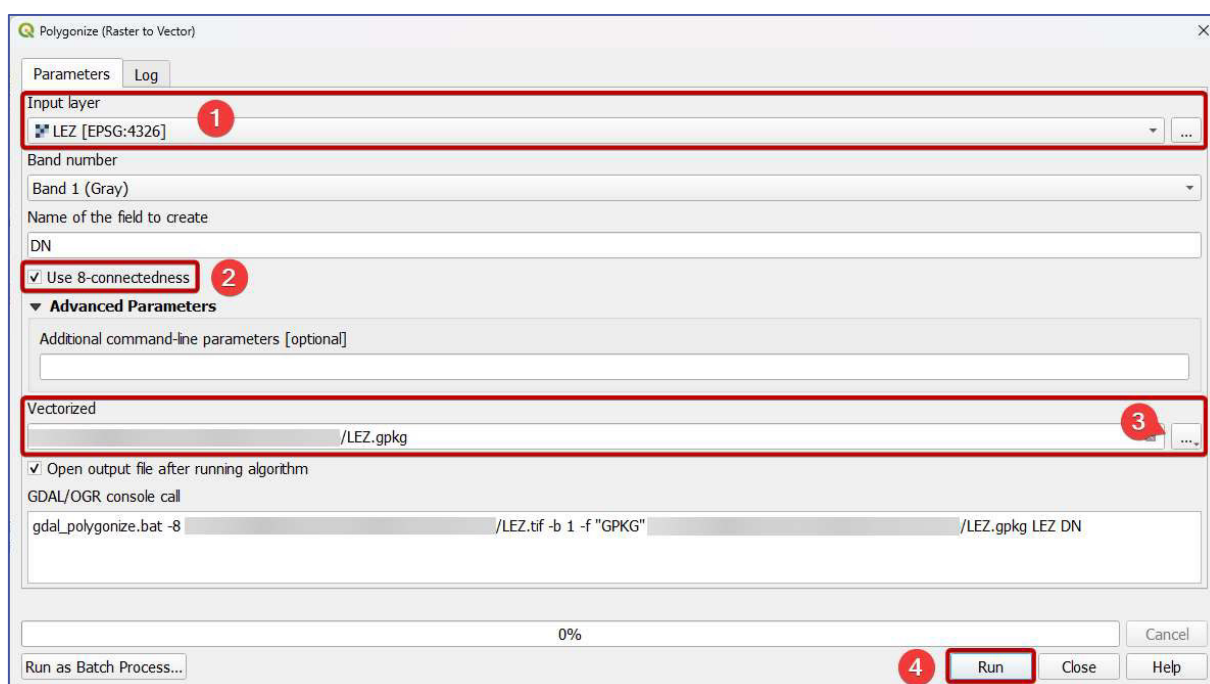 Polygonize (Raster to Vector)
Parameters Log
Input layer
1
LEZ [EPSG:4326]
...
Band number
Band 1 (Gray)
Name of the field to create
DN
Use 8-connectedness 2
Advanced Parameters
Additional command-line parameters [optional]
Vectorized
3
/LEZ.gpkg
...
Open output file after running algorithm
GDAL/OGR console call
gdal_polygonize.bat -8 /LEZ.tif -b 1 -f "GPKG" /LEZ.gpkg LEZ DN
0% Cancel
Run as Batch Process... 4 Run Close Help